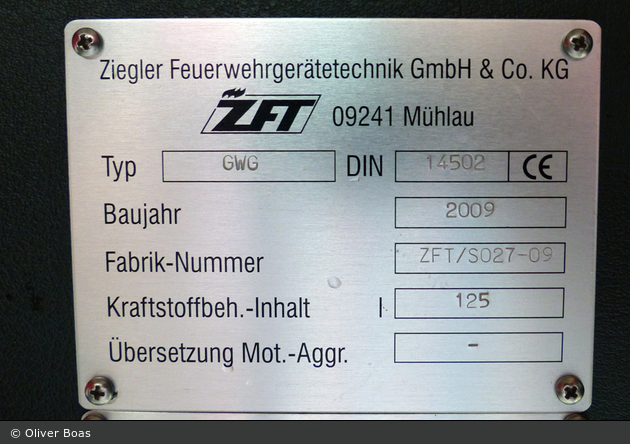 Ziegler Feuerwehrgerätetechnik GmbH & Co. KG
ZFT 09241 Mühlau
Typ GWG DIN 14502 CE
Baujahr 2009
Fabrik-Nummer ZFT/S027-09
Kraftstoffbeh.-Inhalt l 125
Übersetzung Mot.-Aggr. -
© Oliver Boas